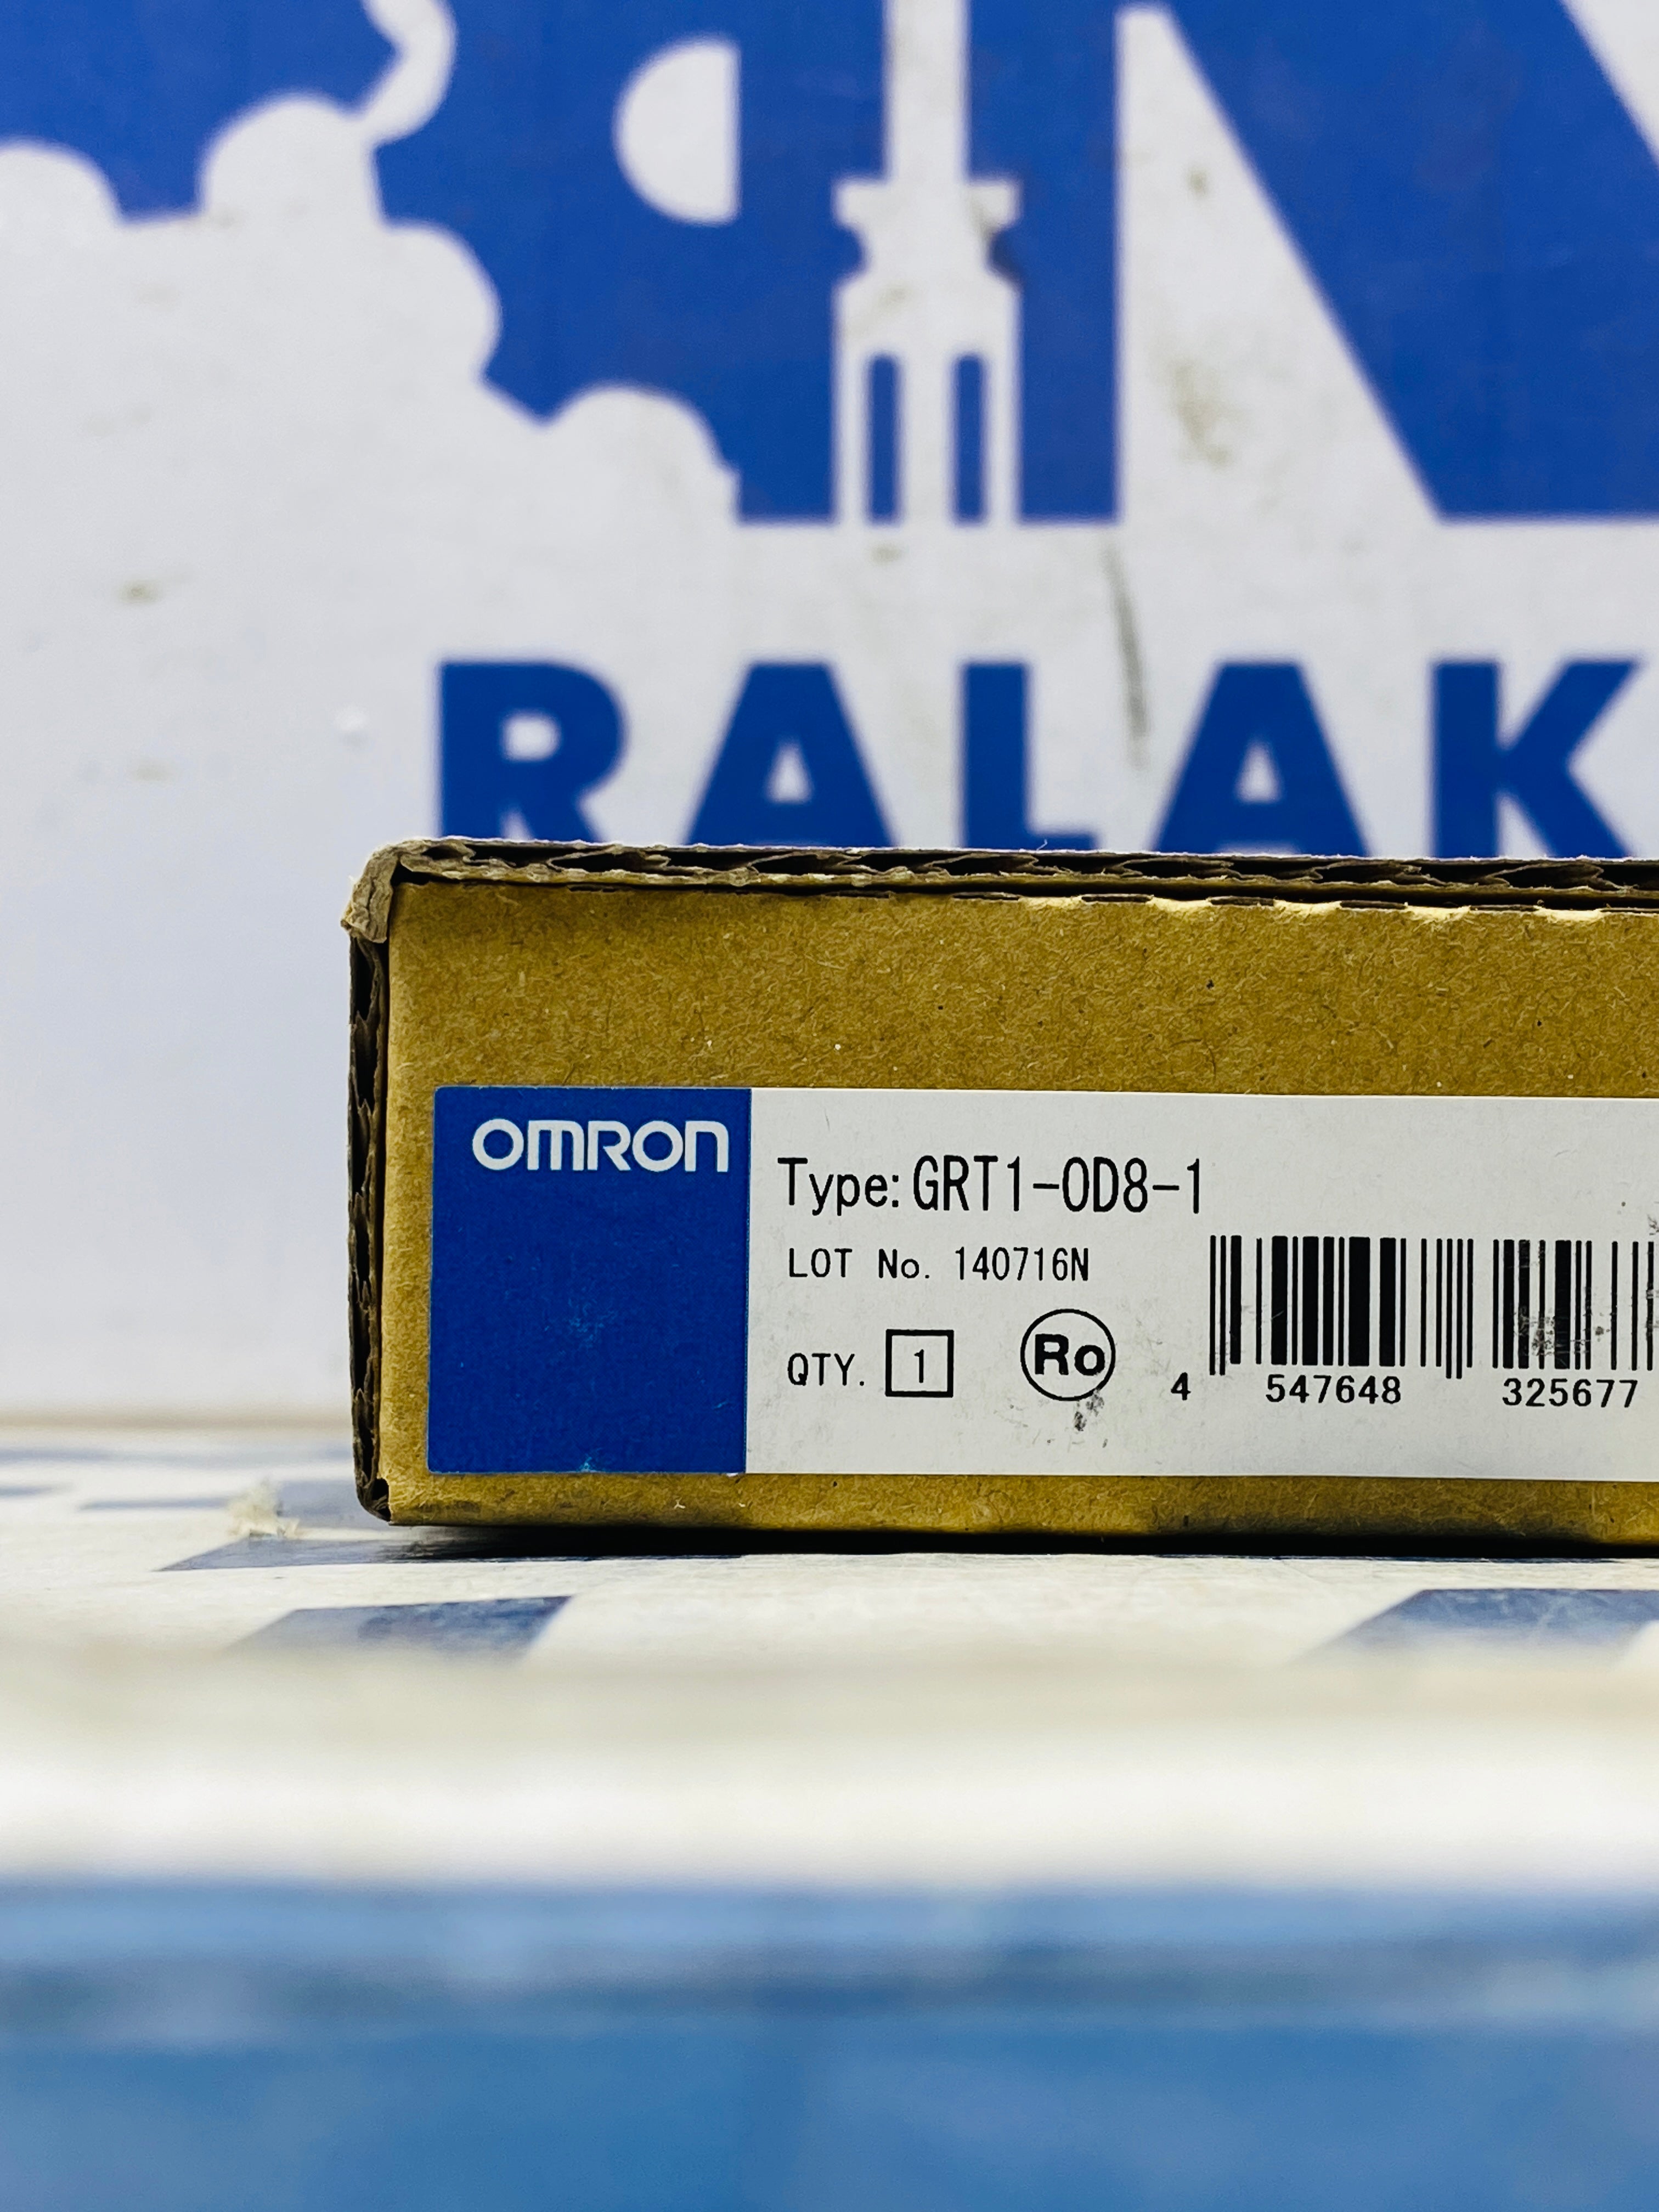 RALAK
OMRON
Type: GRT1-OD8-1
LOT No. 140716N
QTY. 1 Ro
4 547648 325677